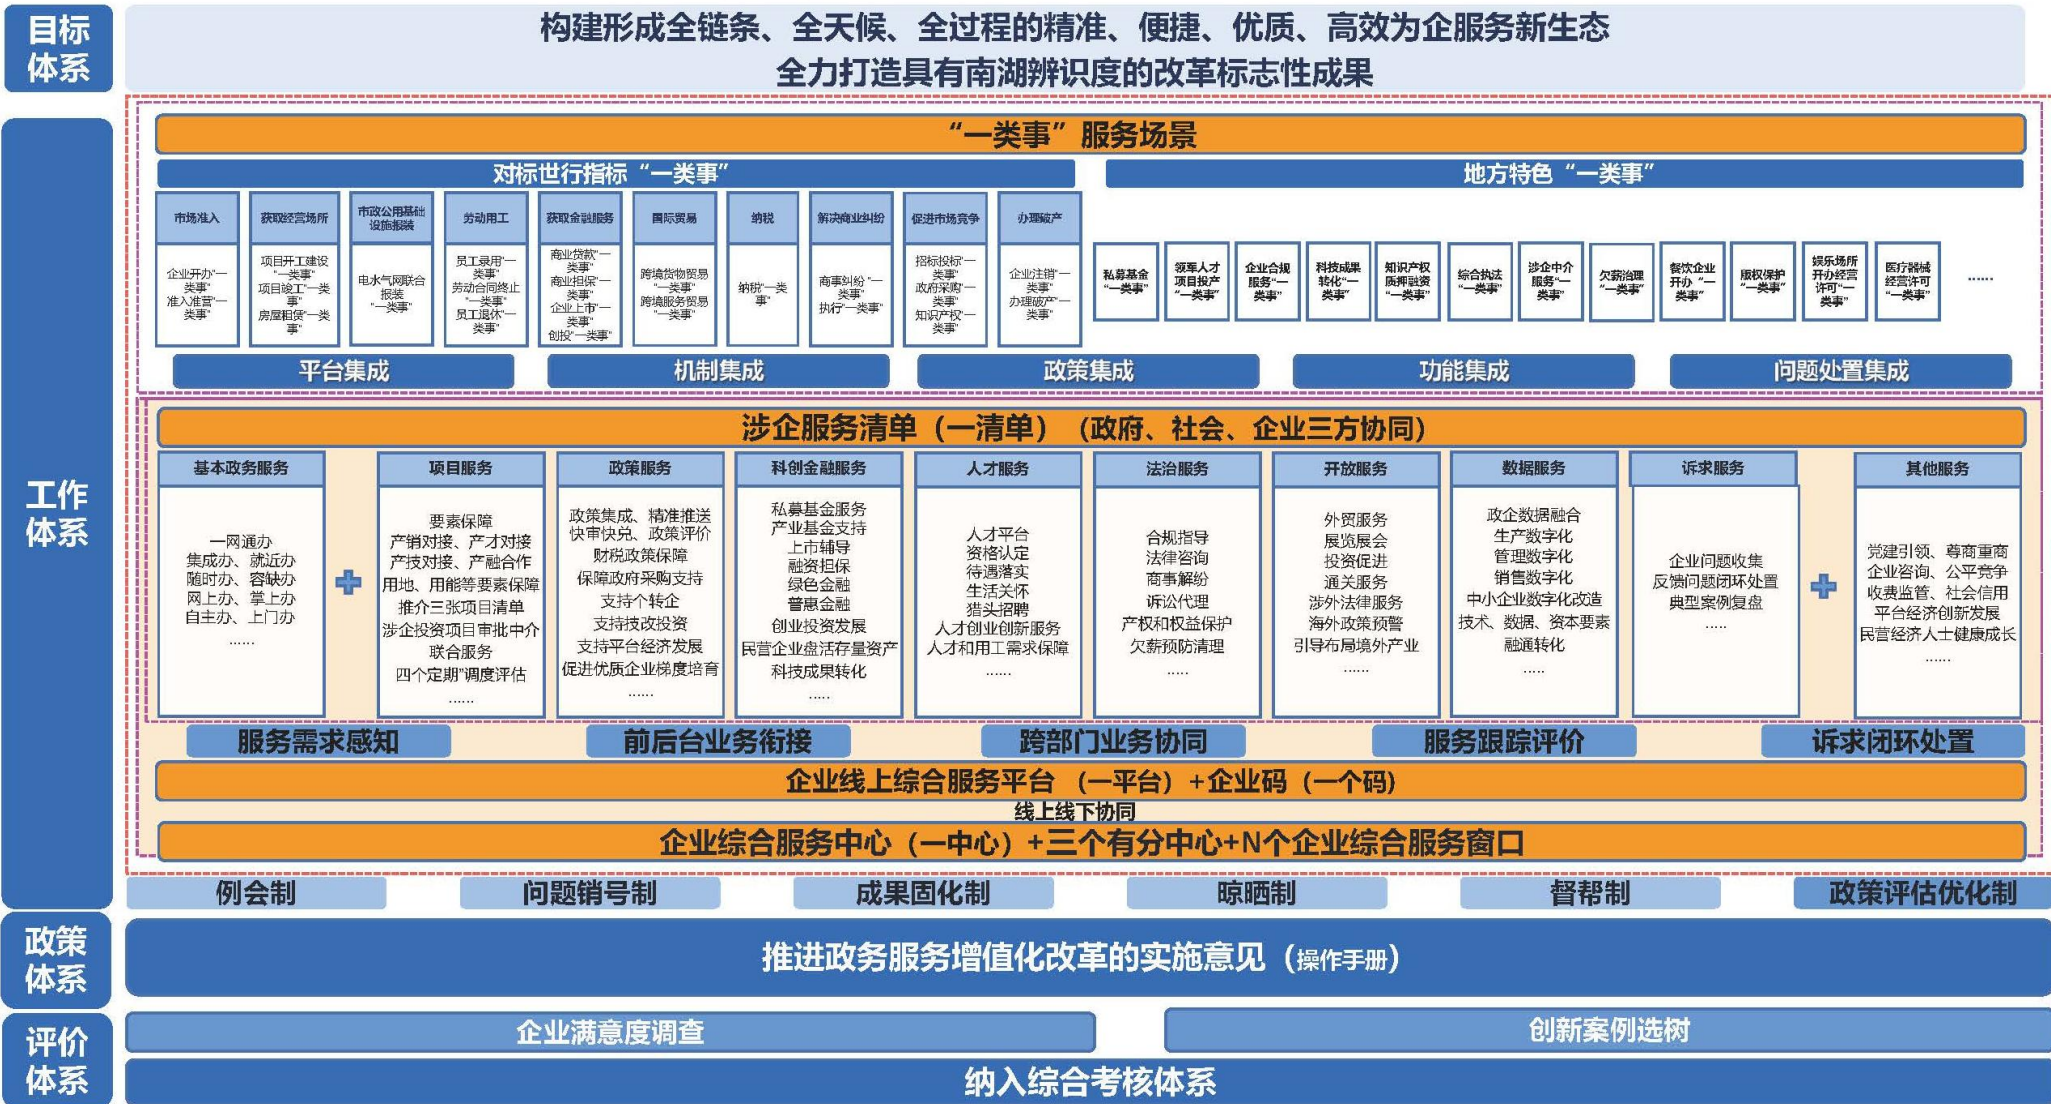 目标
体系
构建形成全链条、全天候、全过程的精准、便捷、优质、高效为企服务新生态
全力打造具有南湖辨识度的改革标志性成果
工作
体系
“一类事”服务场景
对标世行指标“一类事”
地方特色“一类事”
市场准入
企业开办“一
类事”
准入准营“一
类事”
获取经营场所
项目开工建设
“一类事”
项目竣工“一类
事”
房屋租赁“一类
事”
市政公用基础
设施报装
电水气网联合
报装
“一类事”
劳动用工
员工录用“一
类事”
劳动合同终止
“一类事”
员工退休“一
类事”
获取金融服务
商业贷款“一
类事”
商业担保“一
类事”
企业上市“一
类事”
创投“一类事”
国际贸易
跨境货物贸易
“一类事”
跨境服务贸易
“一类事”
纳税
纳税“一类
事”
解决商业纠纷
商事纠纷“一
类事”
执行“一类事”
促进市场竞争
招标投标“一
类事”
政府采购“一
类事”
知识产权“一
类事”
办理破产
企业注销“一
类事”
办理破产“一
类事”
私募基金
“一类事”
领军人才
项目投产
“一类事”
企业合规
服务“一
类事”
科技成果
转化“一
类事”
知识产权
质押融资
“一类事”
综合执法
“一类事”
涉企中介
服务“一
类事”
欠薪治理
“一类事”
餐饮企业
开办“一
类事”
版权保护
“一类事”
娱乐场所
开办经营
许可“一
类事”
医疗器械
经营许可
“一类事”
……
平台集成
机制集成
政策集成
功能集成
问题处置集成
涉企服务清单（一清单）（政府、社会、企业三方协同）
基本政务服务
一网通办
集成办、就近办
随时办、容缺办
网上办、掌上办
自主办、上门办
……
+
项目服务
要素保障
产销对接、产才对接
产技对接、产融合作
用地、用能等要素保障
推介三张项目清单
涉企投资项目审批中介
联合服务
四个定期”调度评估
……
政策服务
政策集成、精准推送
快审快兑、政策评价
财税政策保障
保障政府采购支持
支持个转企
支持技改投资
支持平台经济发展
促进优质企业梯度培育
……
科创金融服务
私募基金服务
产业基金支持
上市辅导
融资担保
绿色金融
普惠金融
创业投资发展
民营企业盘活存量资产
科技成果转化
……
人才服务
人才平台
资格认定
待遇落实
生活关怀
猎头招聘
人才创业创新服务
人才和用工需求保障
……
法治服务
合规指导
法律咨询
商事解纷
诉讼代理
产权和权益保护
欠薪预防清理
……
开放服务
外贸服务
展览展会
投资促进
通关服务
涉外法律服务
海外政策预警
引导布局境外产业
……
数据服务
政企数据融合
生产数字化
管理数字化
销售数字化
中小企业数字化改造
技术、数据、资本要素
融通转化
……
诉求服务
企业问题收集
反馈问题闭环处置
典型案例复盘
……
+
其他服务
党建引领、尊商重商
企业咨询、公平竞争
收费监管、社会信用
平台经济创新发展
民营经济人士健康成长
……
服务需求感知
前后台业务衔接
跨部门业务协同
服务跟踪评价
诉求闭环处置
企业线上综合服务平台（一平台）+企业码（一个码）
线上线下协同
企业综合服务中心（一中心）+三个有分中心+N个企业综合服务窗口
例会制
问题销号制
成果固化制
晾晒制
督帮制
政策评估优化制
政策
体系
推进政务服务增值化改革的实施意见（操作手册）
评价
体系
企业满意度调查
创新案例选树
纳入综合考核体系